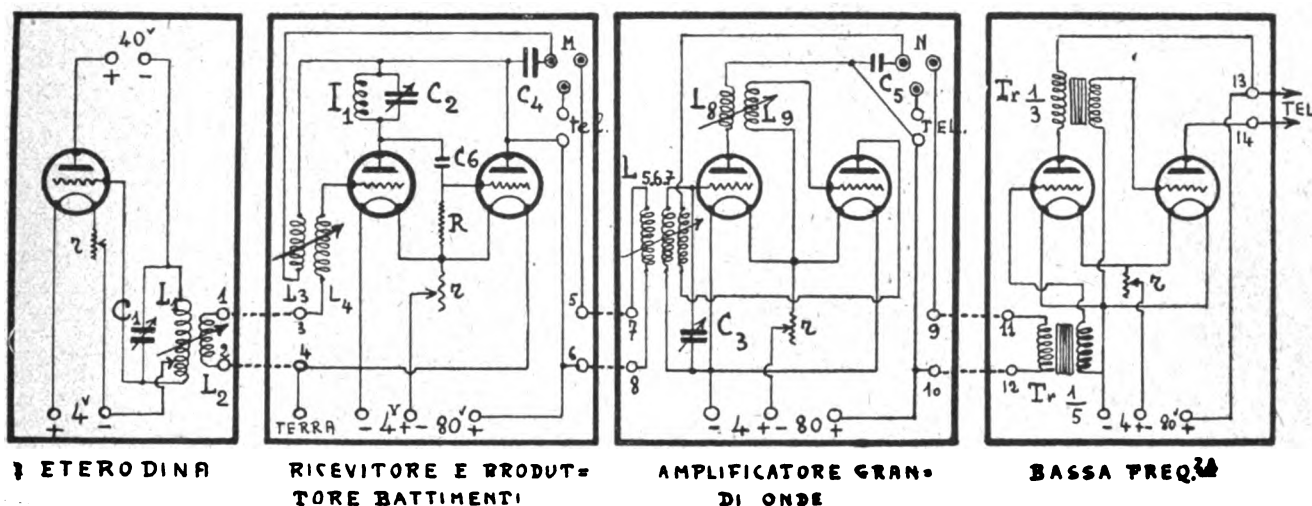 40ᵛ
+ -
r
C1
L1
1
2
L2
4ᵛ
+ -
M
I1
C2
C4
tel.
C6
R
L3
L4
3
4
r
5
6
TERRA
- 4ᵛ + - 80ᵛ +
N
L8
L9
C5
TEL.
L 5.6.7
7
8
C3
r
9
10
- 4 + - 80 +
Tr 1/3
13
14
TEL
r
11
12
Tr 1/5
- 4 + - 80ᵛ +
ETERODINA
RICEVITORE E PRODUT=
TORE BATTIMENTI
AMPLIFICATORE GRAN=
DI ONDE
BASSA FREQ.ZA